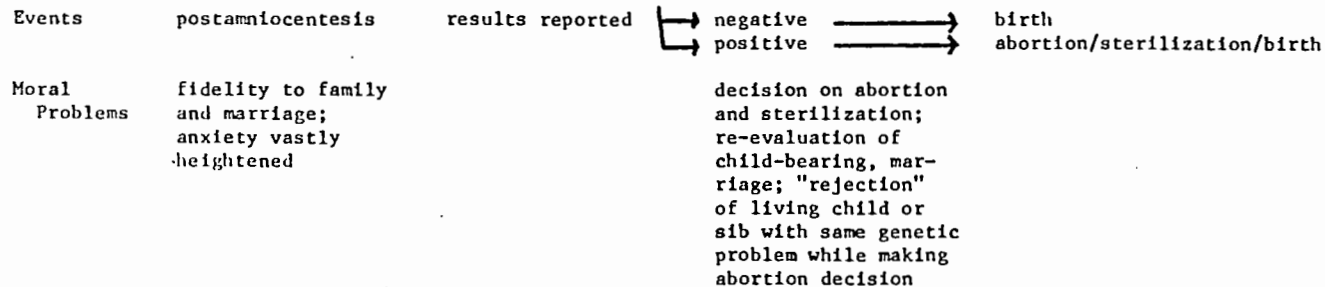 Events postamniocentesis results reported negative birth
positive abortion/sterilization/birth
Moral fidelity to family decision on abortion
Problems and marriage; and sterilization;
anxiety vastly re-evaluation of
heightened child-bearing, mar-
riage; "rejection"
of living child or
sib with same genetic
problem while making
abortion decision